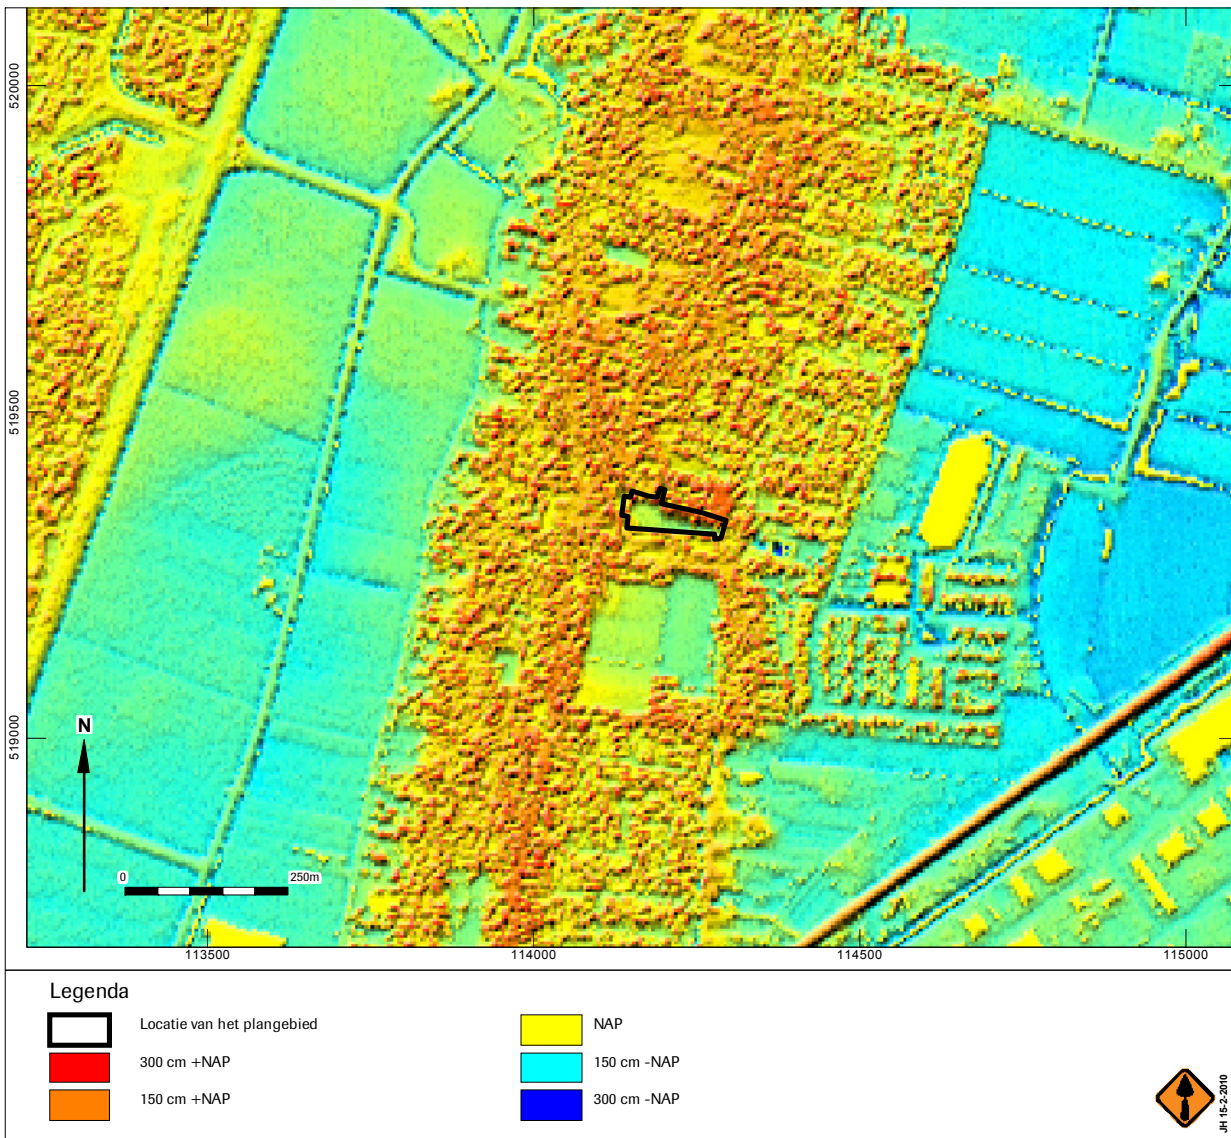 520000
519500
519000
N
0 250m
113500 114000 114500 115000
Legenda
Locatie van het plangebied
300 cm +NAP
150 cm +NAP
NAP
150 cm -NAP
300 cm -NAP
JH 15-2-2010